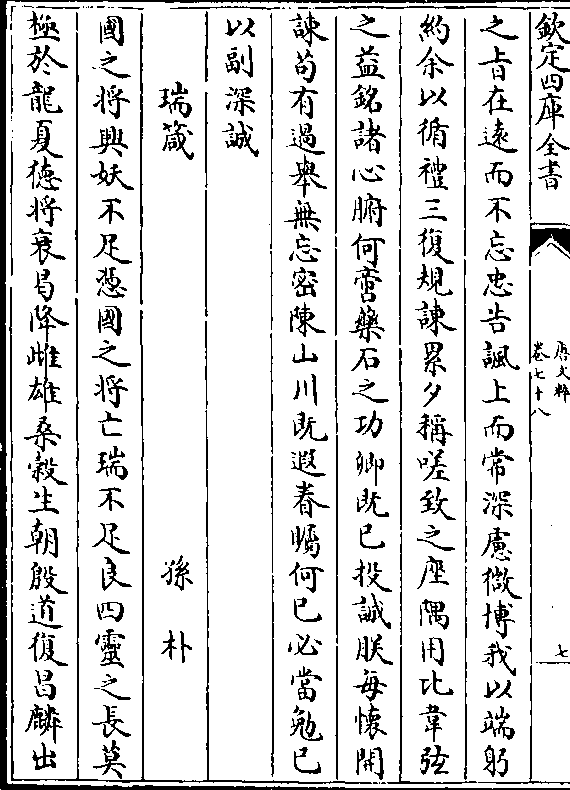 欽定四庫全書
唐文粹
卷七十八
七
之旨在遠而不忘忠告諷上而常深慮微博我以端躬
約余以循禮三復規諫累夕稱嗟致之座隅用比韋弦
之益銘諸心腑何啻藥石之功卿既已投誠朕每懷開
諫苟有過舉無忘密陳山川既遐眷矚何已必當勉已
以副深誠
瑞箴 孫朴
國之將興妖不足憑國之將亡瑞不足良四靈之長莫
極於龍夏德將衰曷降雌雄桑穀生朝殷道復昌麟出